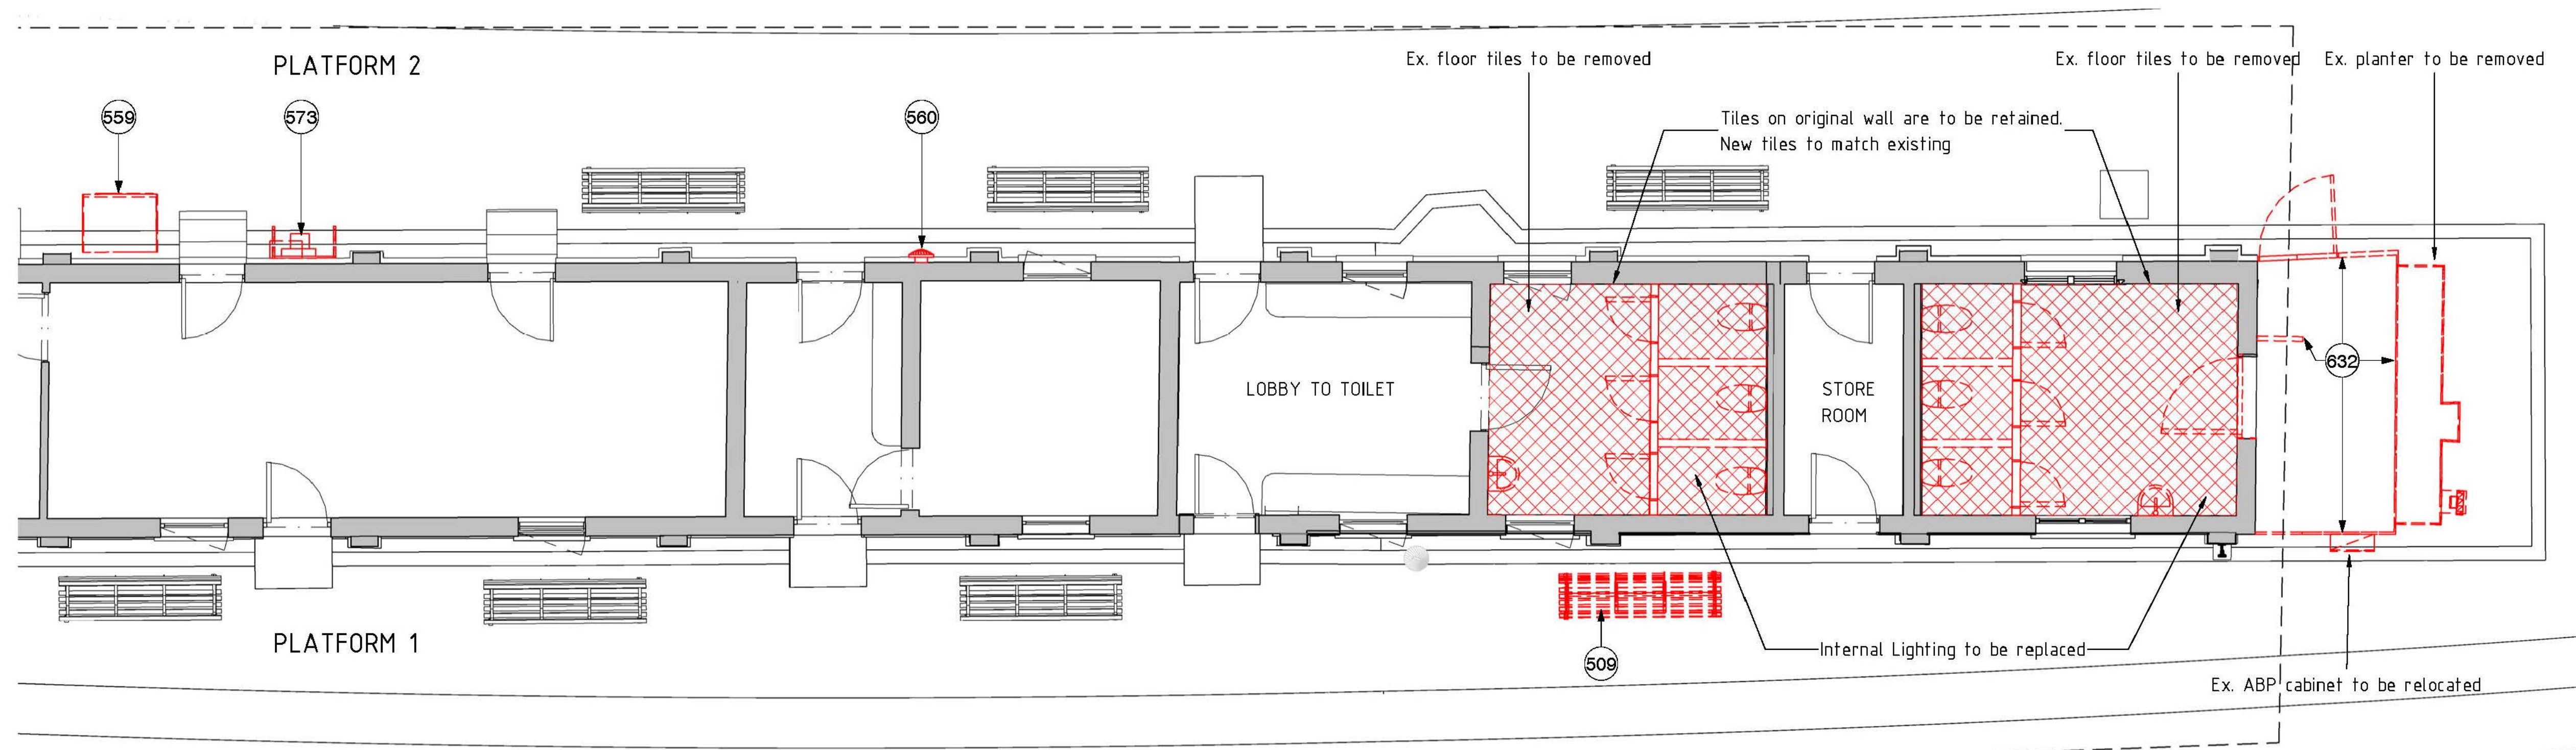 PLATFORM 2
Ex. floor tiles to be removed
Ex. floor tiles to be removed
Ex. planter to be removed
559
573
560
Tiles on original wall are to be retained.
New tiles to match existing
632
LOBBY TO TOILET
STORE
ROOM
PLATFORM 1
509
Internal Lighting to be replaced
Ex. ABP cabinet to be relocated